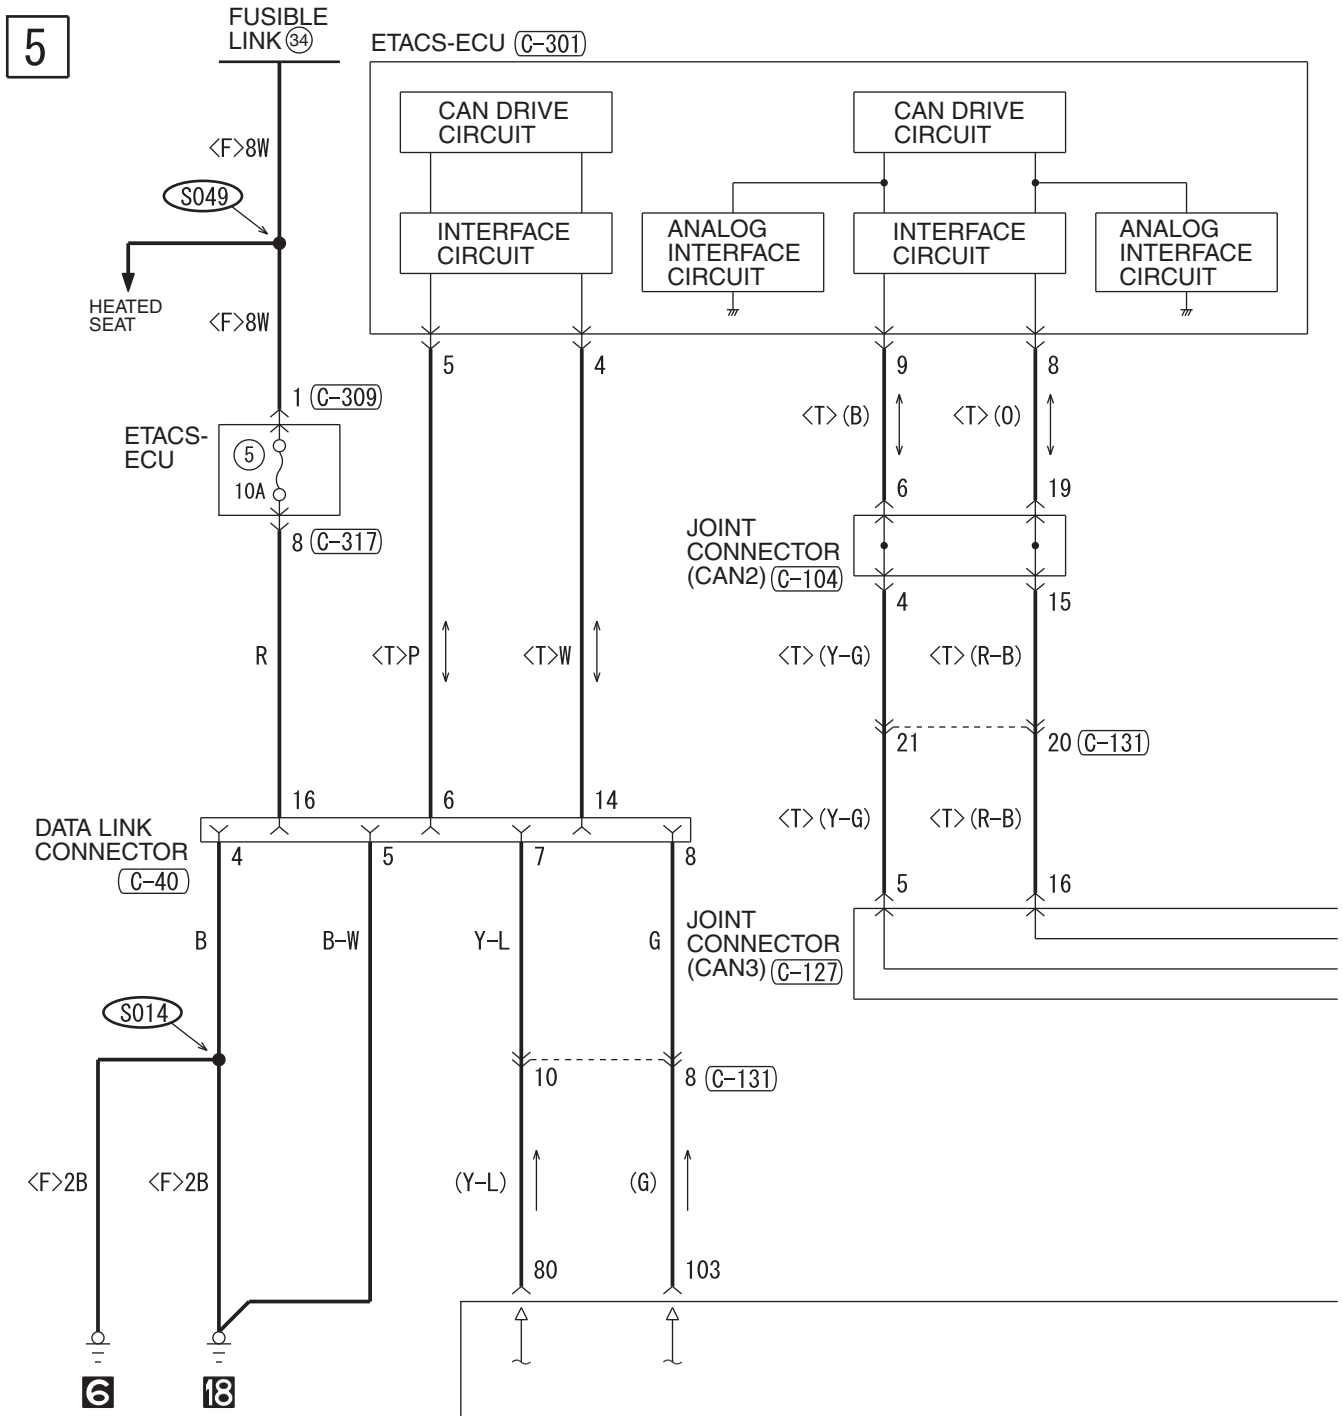 5
FUSIBLE
LINK 34
ETACS-ECU C-301
CAN DRIVE
CIRCUIT
CAN DRIVE
CIRCUIT
<F>8W
S049
INTERFACE
CIRCUIT
ANALOG
INTERFACE
CIRCUIT
INTERFACE
CIRCUIT
ANALOG
INTERFACE
CIRCUIT
HEATED
SEAT
<F>8W
5
4
9
8
1 C-309
<T>(B)
<T>(O)
ETACS-
ECU
5
10A
6
19
8 C-317
JOINT
CONNECTOR
(CAN2) C-104
4
15
R
<T>P
<T>W
<T>(Y-G)
<T>(R-B)
21
20 C-131
16
6
14
<T>(Y-G)
<T>(R-B)
DATA LINK
CONNECTOR
C-40
4
5
7
8
5
16
B
B-W
Y-L
G
JOINT
CONNECTOR
(CAN3) C-127
S014
10
8 C-131
<F>2B
<F>2B
(Y-L)
(G)
80
103
6
18